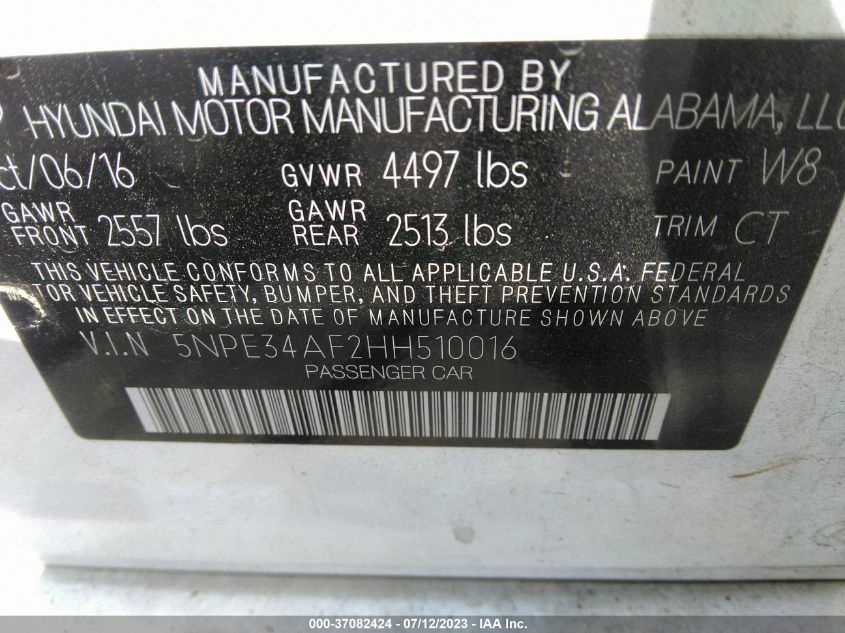 MANUFACTURED BY
HYUNDAI MOTOR MANUFACTURING ALABAMA, LLC
ct/06/16 GVWR 4497 lbs PAINT W8
GAWR FRONT 2557 lbs GAWR REAR 2513 lbs TRIM CT
THIS VEHICLE CONFORMS TO ALL APPLICABLE U.S.A. FEDERAL
TOR VEHICLE SAFETY, BUMPER, AND THEFT PREVENTION STANDARDS
IN EFFECT ON THE DATE OF MANUFACTURE SHOWN ABOVE
V.I.N 5NPE34AF2HH510016
PASSENGER CAR
000-37082424 - 07/12/2023 - © IAA Inc.